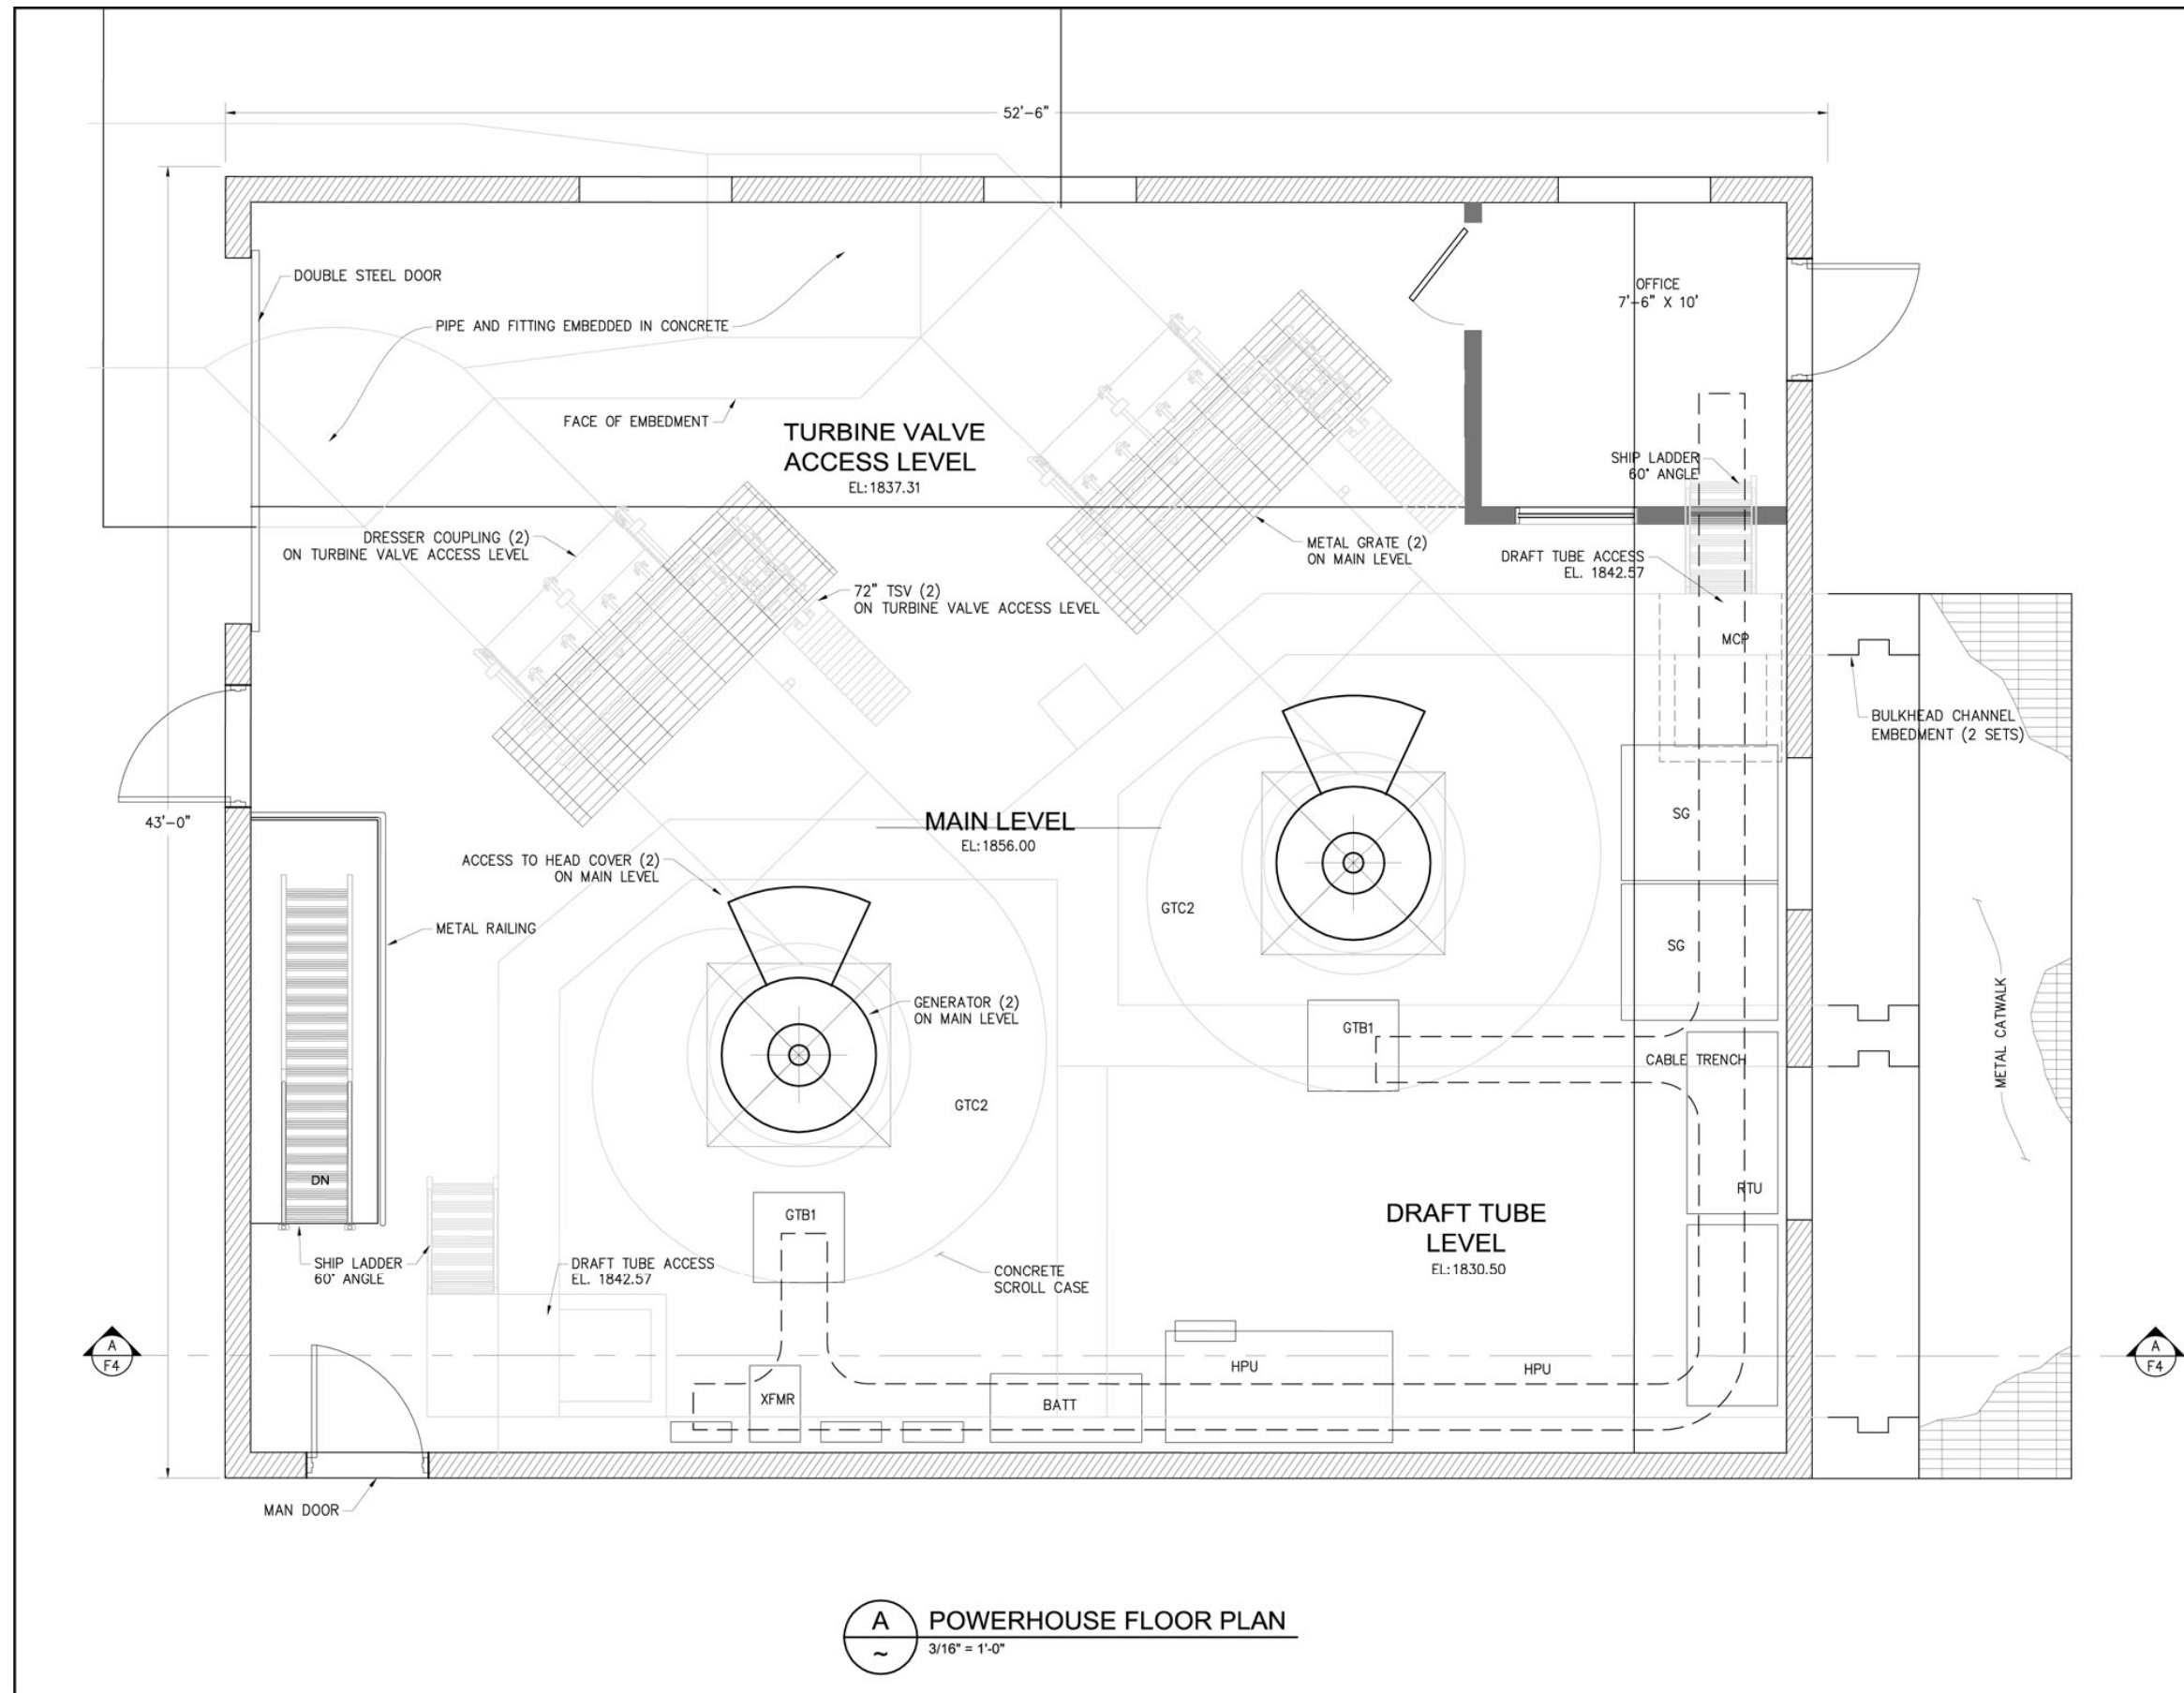 52'-6"
DOUBLE STEEL DOOR
OFFICE
7'-6" X 10'
PIPE AND FITTING EMBEDDED IN CONCRETE
FACE OF EMBEDMENT
TURBINE VALVE
ACCESS LEVEL
EL:1837.31
SHIP LADDER
60° ANGLE
DRESSER COUPLING (2)
ON TURBINE VALVE ACCESS LEVEL
METAL GRATE (2)
ON MAIN LEVEL
DRAFT TUBE ACCESS
EL. 1842.57
72" TSV (2)
ON TURBINE VALVE ACCESS LEVEL
MCP
BULKHEAD CHANNEL
EMBEDMENT (2 SETS)
43'-0"
MAIN LEVEL
EL:1856.00
SG
ACCESS TO HEAD COVER (2)
ON MAIN LEVEL
GTC2
METAL RAILING
SG
GENERATOR (2)
ON MAIN LEVEL
GTB1
METAL CATWALK
CABLE TRENCH
GTC2
DN
RTU
GTB1
DRAFT TUBE
LEVEL
EL:1830.50
SHIP LADDER
60° ANGLE
DRAFT TUBE ACCESS
EL. 1842.57
CONCRETE
SCROLL CASE
A
F4
HPU
HPU
A
F4
XFMR
BATT
MAN DOOR
A
~
POWERHOUSE FLOOR PLAN
3/16" = 1'-0"